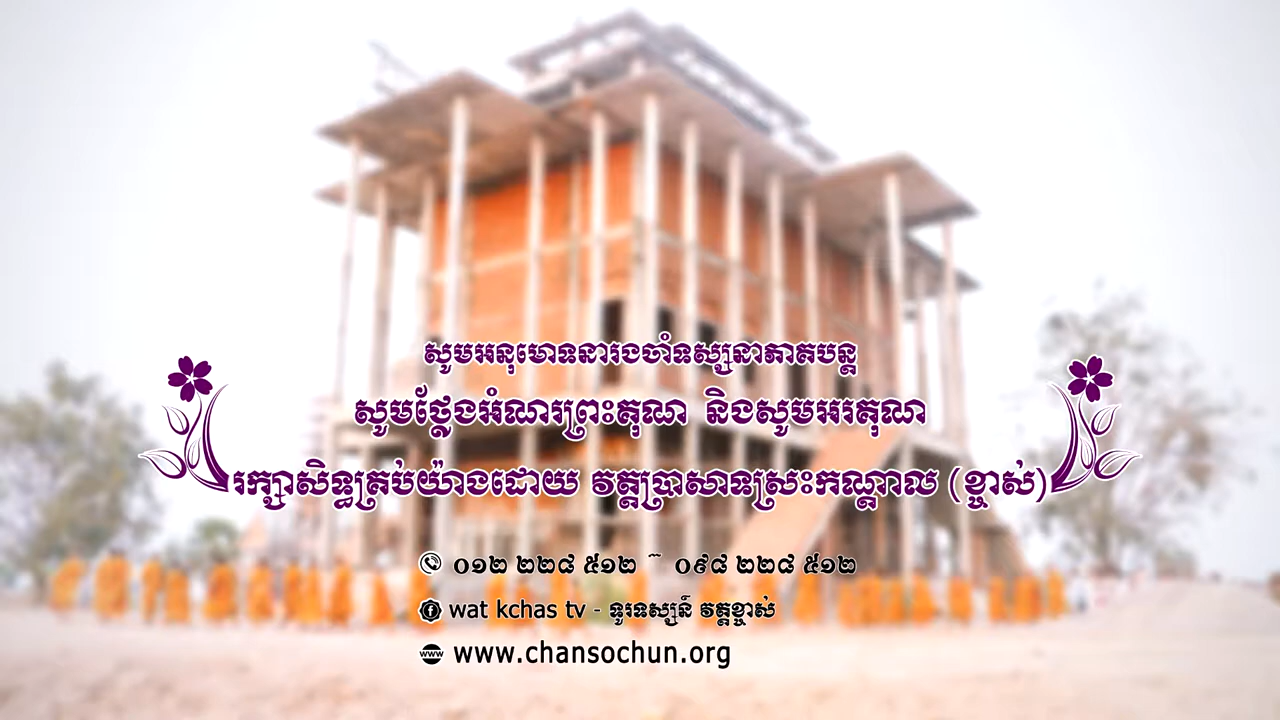 សូមអនុមោទនារងចាំទស្សនាភាគបន្ត
សូមថ្លែងអំណរព្រះគុណ និងសូមអរគុណ
រក្សាសិទ្ធគ្រប់យ៉ាងដោយ វត្តប្រាសាទស្រះកណ្ដាល (ខ្ចាស់)
០១២ ២២៨ ៥១២ ~ ០៩៨ ២២៨ ៥១២
wat kchas tv - ទូរទស្សន៍ វត្តខ្ចាស់
www.chansochun.org